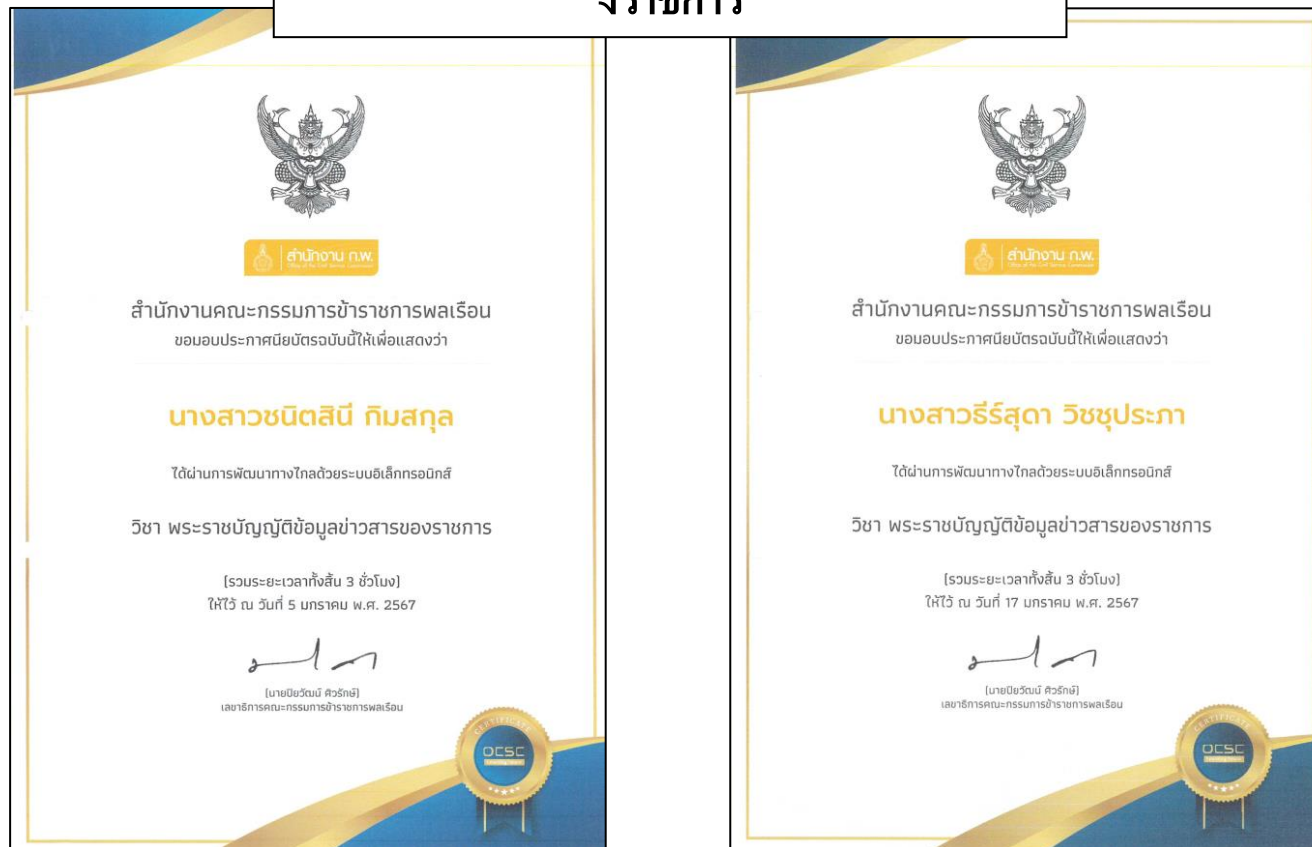 งราชการ
สำนักงาน ก.พ.
Office of the Civil Service Commission
สำนักงานคณะกรรมการข้าราชการพลเรือน
ขอมอบประกาศนียบัตรฉบับนี้ให้เพื่อแสดงว่า
นางสาวชนิตสินี กิมสกุล
ได้ผ่านการพัฒนาทางไกลด้วยระบบอิเล็กทรอนิกส์
วิชา พระราชบัญญัติข้อมูลข่าวสารของราชการ
(รวมระยะเวลาทั้งสิ้น 3 ชั่วโมง)
ให้ไว้ ณ วันที่ 5 มกราคม พ.ศ. 2567
(นายปิยวัฒน์ ศิวรักษ์)
เลขาธิการคณะกรรมการข้าราชการพลเรือน
CERTIFICATE
OCSC
Learning Space
สำนักงาน ก.พ.
Office of the Civil Service Commission
สำนักงานคณะกรรมการข้าราชการพลเรือน
ขอมอบประกาศนียบัตรฉบับนี้ให้เพื่อแสดงว่า
นางสาวธีร์สุดา วิชชุประภา
ได้ผ่านการพัฒนาทางไกลด้วยระบบอิเล็กทรอนิกส์
วิชา พระราชบัญญัติข้อมูลข่าวสารของราชการ
(รวมระยะเวลาทั้งสิ้น 3 ชั่วโมง)
ให้ไว้ ณ วันที่ 17 มกราคม พ.ศ. 2567
(นายปิยวัฒน์ ศิวรักษ์)
เลขาธิการคณะกรรมการข้าราชการพลเรือน
CERTIFICATE
OCSC
Learning Space